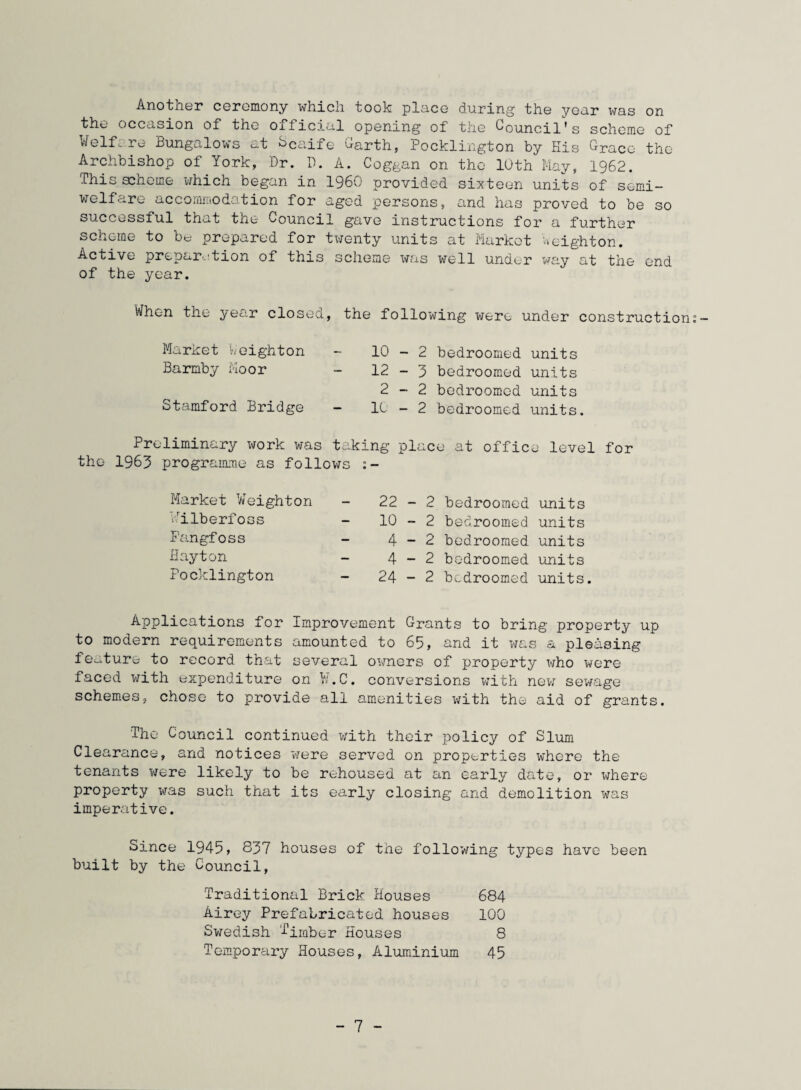 Another ceremony which took place during the year was on
the occasion of the official opening of the Council's scheme of
Welfare Bungalows at Scaife Garth, Pocklington by His Grace the
Archbishop of York, Dr. D. A. Coggan on the 10th May, 1962.
This scheme which began in 1960 provided sixteen units of semi-
welfare accommodation for aged persons, and has proved to be so
successful that the Council gave instructions for a further
scheme to be prepared for twenty units at Market Weighton.
Active preparation of this scheme was well under way at the end
of the year.
When the year closed, the following were under construction:-
Market Weighton - 10 - 2 bedroomed units
Barmby Moor - 12 - 3 bedroomed units
2 - 2 bedroomed units
Stamford Bridge - 10 - 2 bedroomed units.
Preliminary work was taking place at office level for
the 1963 programme as follows :-
Market Weighton - 22 - 2 bedroomed units
Wilberfoss - 10 - 2 bedroomed units
Fangfoss - 4 - 2 bedroomed units
Hayton - 4 - 2 bedroomed units
Pocklington - 24 - 2 bedroomed units.
Applications for Improvement Grants to bring property up
to modern requirements amounted to 65, and it was a pleasing
feature to record that several owners of property who were
faced with expenditure on W.C. conversions with new sewage
schemes, chose to provide all amenities with the aid of grants.
The Council continued with their policy of Slum
Clearance, and notices were served on properties where the
tenants were likely to be rehoused at an early date, or where
property was such that its early closing and demolition was
imperative.
Since 1945, 837 houses of the following types have been
built by the Council,
Traditional Brick Houses 684
Airey Prefabricated houses 100
Swedish Timber Houses 8
Temporary Houses, Aluminium 45
- 7 -